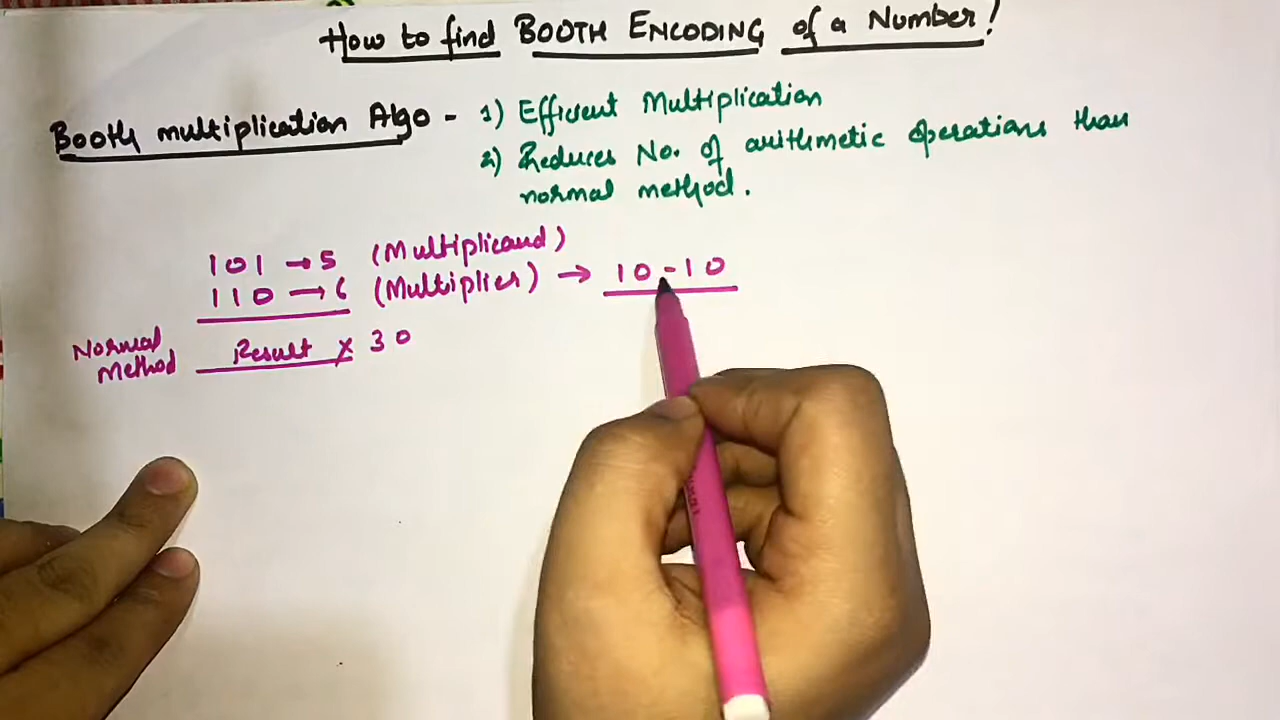 How to find BOOTH ENCODING of a Number!
Booth multiplication Algo - 1) Efficient Multiplication
2) Reduces No. of arithmetic operations than
normal method.
101 → 5 (Multiplicand)
110 → 6 (Multiplier) → 10-10
Normal Method Result × 30